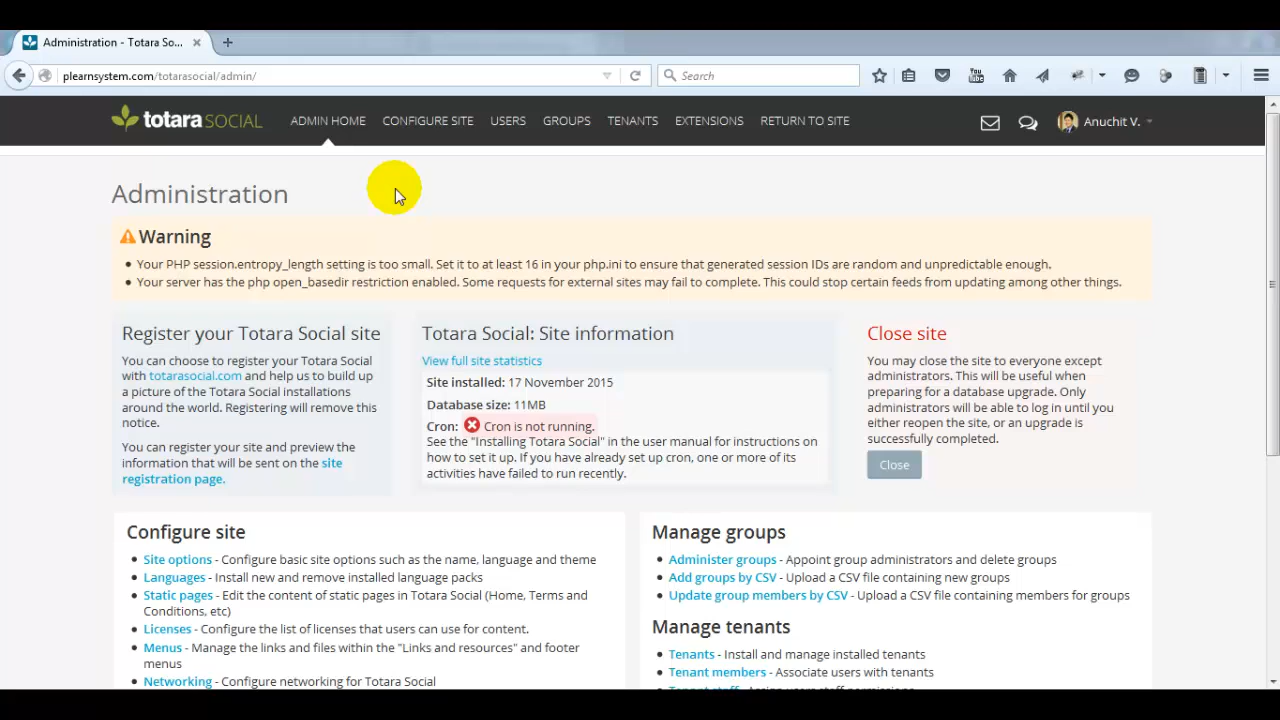 Administration - Totara So...
plearnsystem.com/totarasocial/admin/
Search
You Tube
totara SOCIAL
ADMIN HOME
CONFIGURE SITE
USERS
GROUPS
TENANTS
EXTENSIONS
RETURN TO SITE
Anuchit V.
Administration
Warning
Your PHP session.entropy_length setting is too small. Set it to at least 16 in your php.ini to ensure that generated session IDs are random and unpredictable enough.
Your server has the php open_basedir restriction enabled. Some requests for external sites may fail to complete. This could stop certain feeds from updating among other things.
Register your Totara Social site
You can choose to register your Totara Social
with totarasocial.com and help us to build up
a picture of the Totara Social installations
around the world. Registering will remove this
notice.
You can register your site and preview the
information that will be sent on the site
registration page.
Totara Social: Site information
View full site statistics
Site installed: 17 November 2015
Database size: 11MB
Cron: Cron is not running.
See the "Installing Totara Social" in the user manual for instructions on
how to set it up. If you have already set up cron, one or more of its
activities have failed to run recently.
Close site
You may close the site to everyone except
administrators. This will be useful when
preparing for a database upgrade. Only
administrators will be able to log in until you
either reopen the site, or an upgrade is
successfully completed.
Close
Configure site
Site options - Configure basic site options such as the name, language and theme
Languages - Install new and remove installed language packs
Static pages - Edit the content of static pages in Totara Social (Home, Terms and
Conditions, etc)
Licenses - Configure the list of licenses that users can use for content.
Menus - Manage the links and files within the "Links and resources" and footer
menus
Networking - Configure networking for Totara Social
Manage groups
Administer groups - Appoint group administrators and delete groups
Add groups by CSV - Upload a CSV file containing new groups
Update group members by CSV - Upload a CSV file containing members for groups
Manage tenants
Tenants - Install and manage installed tenants
Tenant members - Associate users with tenants